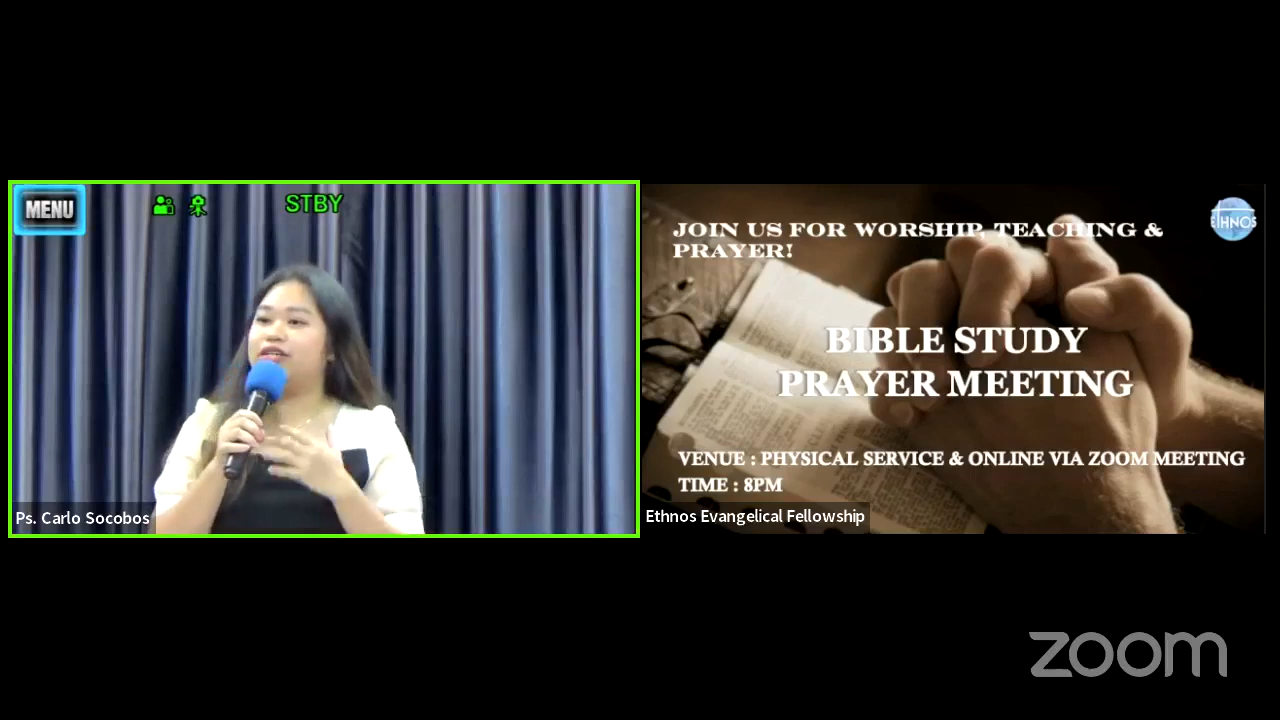 MENU
STBY
Ps. Carlo Socobos
JOIN US FOR WORSHIP, TEACHING &
PRAYER!
ETHNOS
BIBLE STUDY
PRAYER MEETING
VENUE : PHYSICAL SERVICE & ONLINE VIA ZOOM MEETING
TIME : 8PM
Ethnos Evangelical Fellowship
zoom